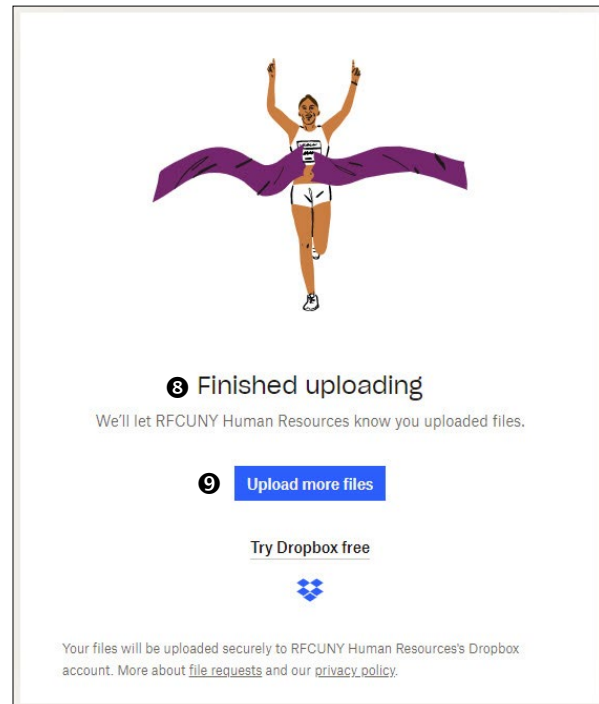 ❽ Finished uploading
We'll let RFCUNY Human Resources know you uploaded files.
❾ Upload more files
Try Dropbox free
Your files will be uploaded securely to RFCUNY Human Resources's Dropbox
account. More about file requests and our privacy policy.